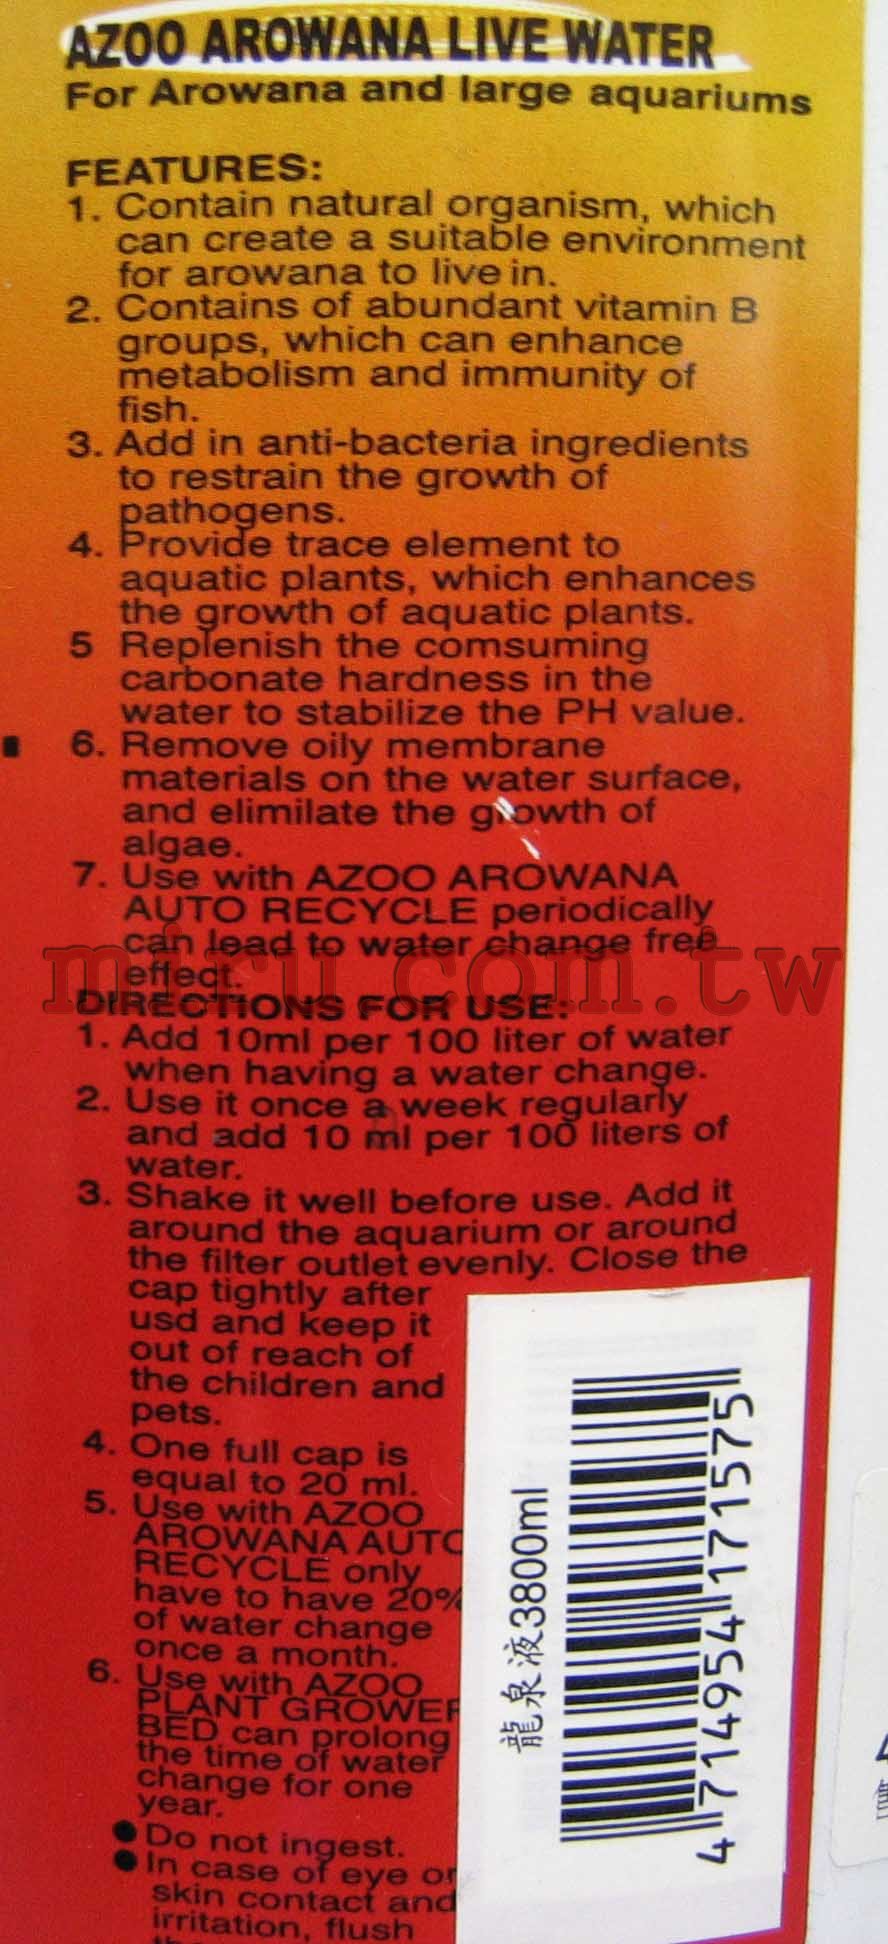 AZOO AROWANA LIVE WATER
For Arowana and large aquariums
FEATURES:
1. Contain natural organism, which
can create a suitable environment
for arowana to live in.
2. Contains of abundant vitamin B
groups, which can enhance
metabolism and immunity of
fish.
3. Add in anti-bacteria ingredients
to restrain the growth of
pathogens.
4. Provide trace element to
aquatic plants, which enhances
the growth of aquatic plants.
5 Replenish the comsuming
carbonate hardness in the
water to stabilize the PH value.
6. Remove oily membrane
materials on the water surface,
and elimilate the growth of
algae.
7. Use with AZOO AROWANA
AUTO RECYCLE periodically
can lead to water change free
effect.
miru.com.tw
DIRECTIONS FOR USE:
1. Add 10ml per 100 liter of water
when having a water change.
2. Use it once a week regularly
and add 10 ml per 100 liters of
water.
3. Shake it well before use. Add it
around the aquarium or around
the filter outlet evenly. Close the
cap tightly after
usd and keep it
out of reach of
the children and
pets.
4. One full cap is
equal to 20 ml.
5. Use with AZOO
AROWANA AUTO
RECYCLE only
have to have 20%
of water change
once a month.
6. Use with AZOO
PLANT GROWER
BED can prolong
the time of water
change for one
year.
● Do not ingest.
● In case of eye or
skin contact and
irritation, flush
龍泉液3800ml
4 714954 171575